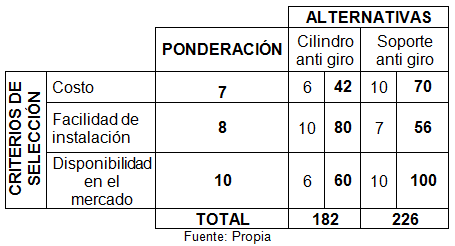 ALTERNATIVAS
PONDERACIÓN
Cilindro
anti giro
Soporte
anti giro
CRITERIOS DE
SELECCIÓN
Costo 7 6 42 10 70
Facilidad de
instalación 8 10 80 7 56
Disponibilidad
en el
mercado 10 6 60 10 100
TOTAL 182 226
Fuente: Propia